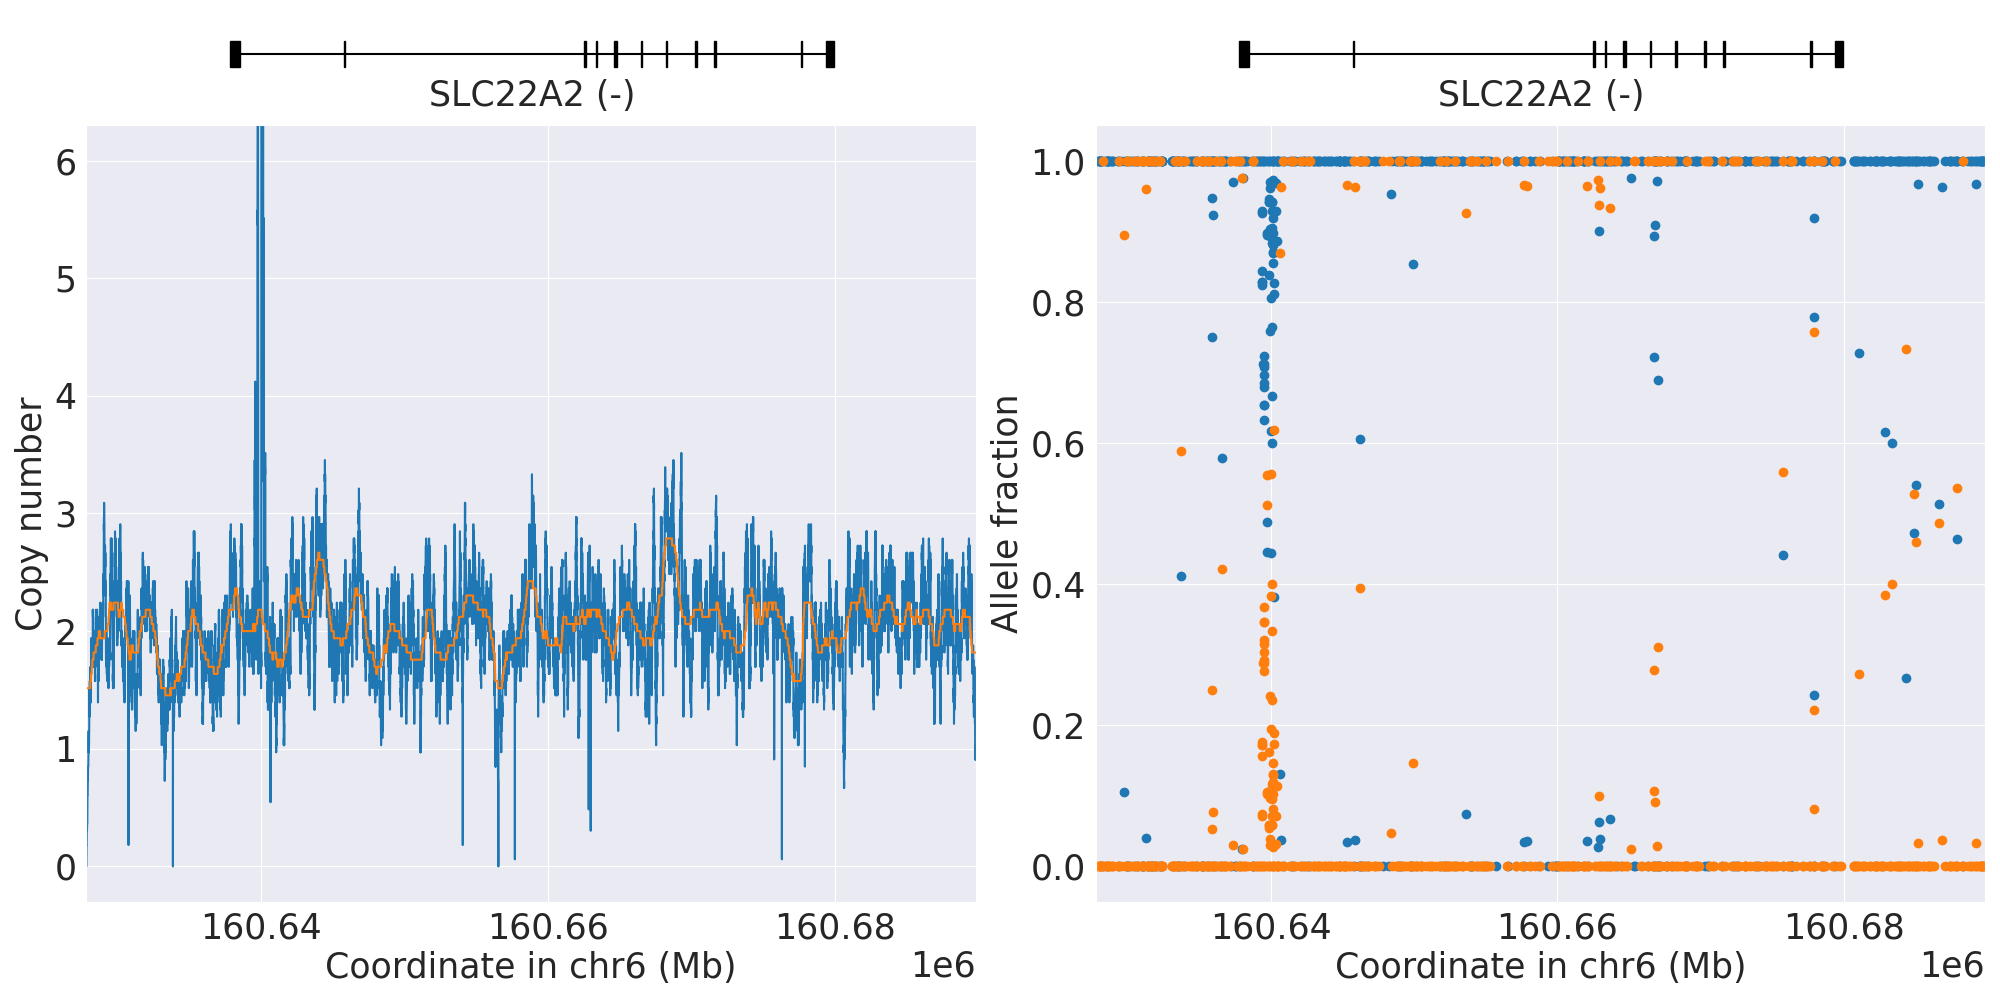 SLC22A2 (-)
6
5
4
3
2
1
0
Copy number
160.64 160.66 160.68
Coordinate in chr6 (Mb) 1e6
SLC22A2 (-)
1.0
0.8
0.6
0.4
0.2
0.0
Allele fraction
160.64 160.66 160.68
Coordinate in chr6 (Mb) 1e6